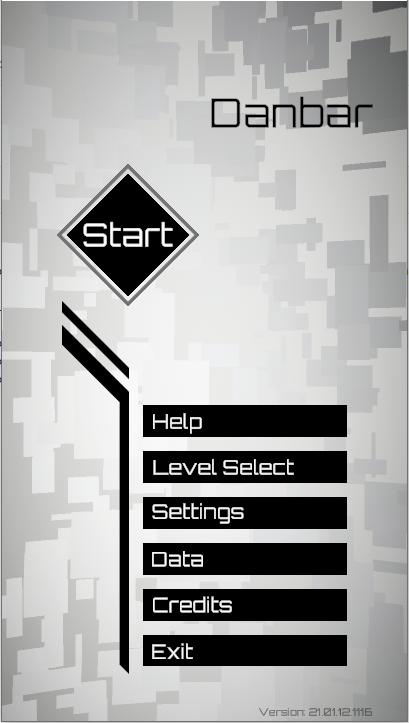 Danbar
Start
Help
Level Select
Settings
Data
Credits
Exit
Version: 21.01.12.1116